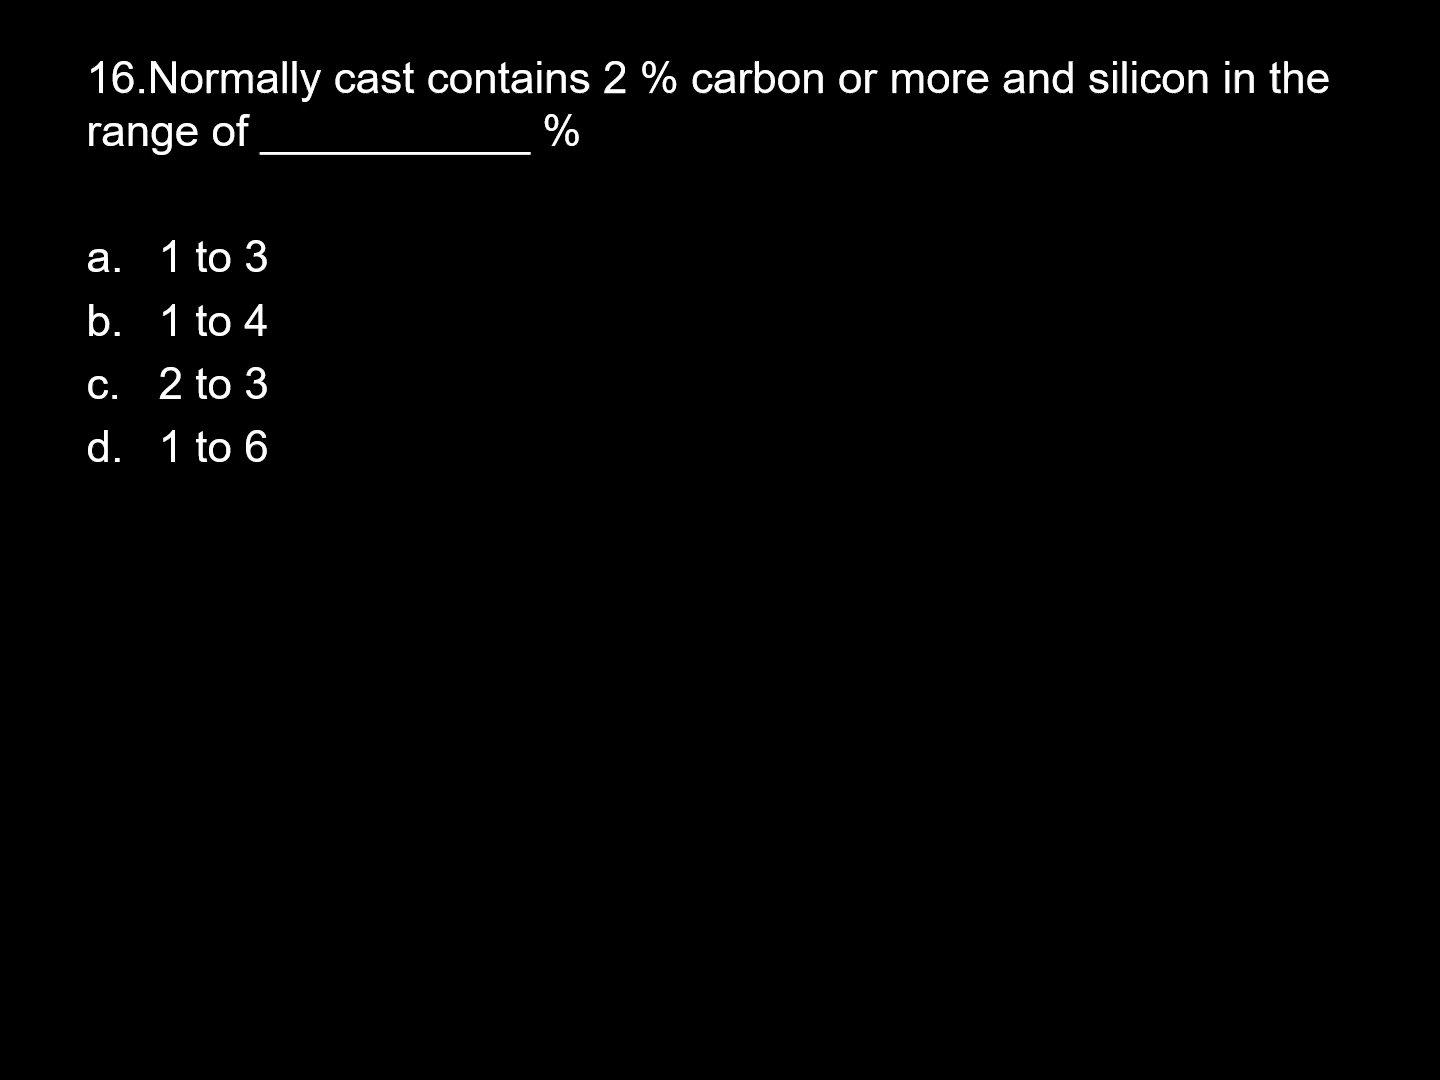 16.Normally cast contains 2 % carbon or more and silicon in the
range of ___________ %
a. 1 to 3
b. 1 to 4
c. 2 to 3
d. 1 to 6